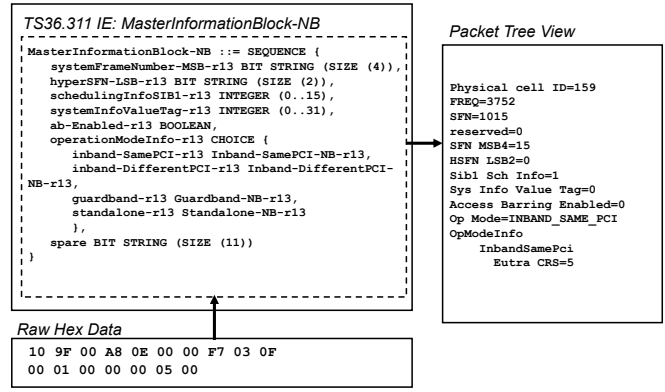 TS36.311 IE: MasterInformationBlock-NB
MasterInformationBlock-NB ::= SEQUENCE {
systemFrameNumber-MSB-r13 BIT STRING (SIZE (4)),
hyperSFN-LSB-r13 BIT STRING (SIZE (2)),
schedulingInfoSIB1-r13 INTEGER (0..15),
systemInfoValueTag-r13 INTEGER (0..31),
ab-Enabled-r13 BOOLEAN,
operationModeInfo-r13 CHOICE {
inband-SamePCI-r13 Inband-SamePCI-NB-r13,
inband-DifferentPCI-r13 Inband-DifferentPCI-
NB-r13,
guardband-r13 Guardband-NB-r13,
standalone-r13 Standalone-NB-r13
},
spare BIT STRING (SIZE (11))
}
Raw Hex Data
10 9F 00 A8 0E 00 00 F7 03 0F
00 01 00 00 00 05 00
Packet Tree View
Physical cell ID=159
FREQ=3752
SFN=1015
reserved=0
SFN MSB4=15
HSFN LSB2=0
Sib1 Sch Info=1
Sys Info Value Tag=0
Access Barring Enabled=0
Op Mode=INBAND_SAME_PCI
OpModeInfo
InbandSamePci
Eutra CRS=5